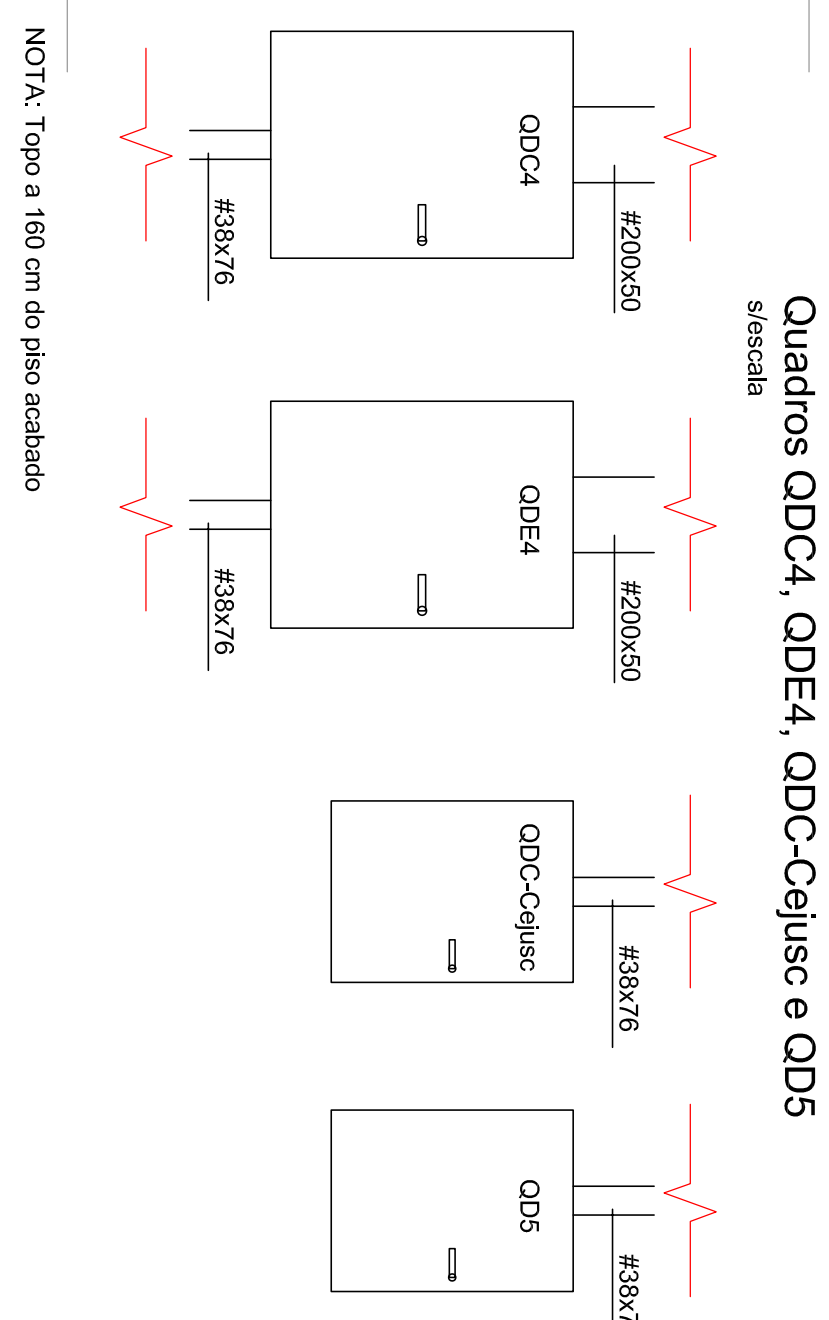 Quadros QDC4, QDE4, QDC-Cejusc e QD5
s/escala
#200x50
#200x50
#38x76
QDC4
QDE4
QDC-Cejusc
QD5
#38x76
#38x76
NOTA: Topo a 160 cm do piso acabado